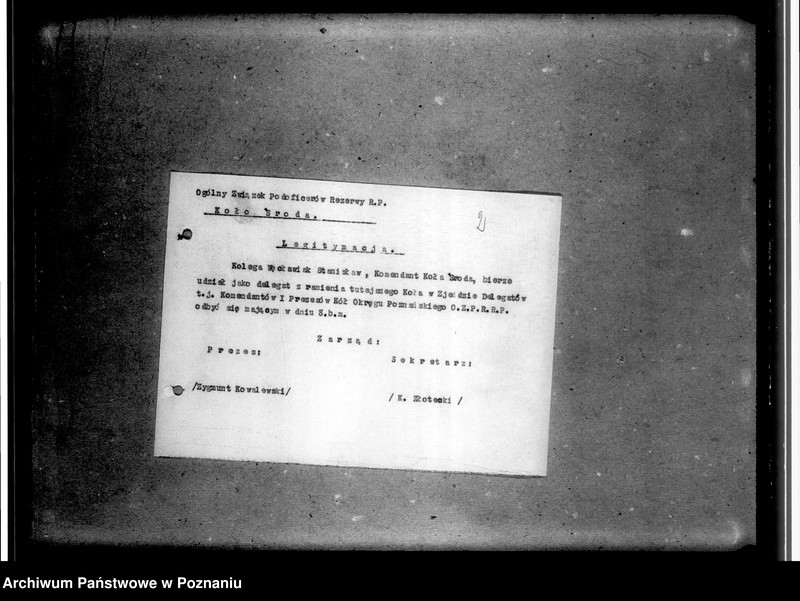 Ogólny Związek Podoficerów Rezerwy R.P.
Koło Środa.
2
Legitymacja.
Kolega Węcławiak Stanisław, Komendant Koła Środa, bierze
udział jako delegat z ramienia tutejszego Koła w Zjeździe Delegatów
t.j. Komendantów I Prezesów Kół Okręgu Poznańskiego O.Z.P.R.R.P.
odbyć się mającym w dniu 8.b.m.
Zarząd:
Prezes:
Sekretarz:
/Zygmunt Kowalewski/
/ K. Złotecki /
Archiwum Państwowe w Poznaniu